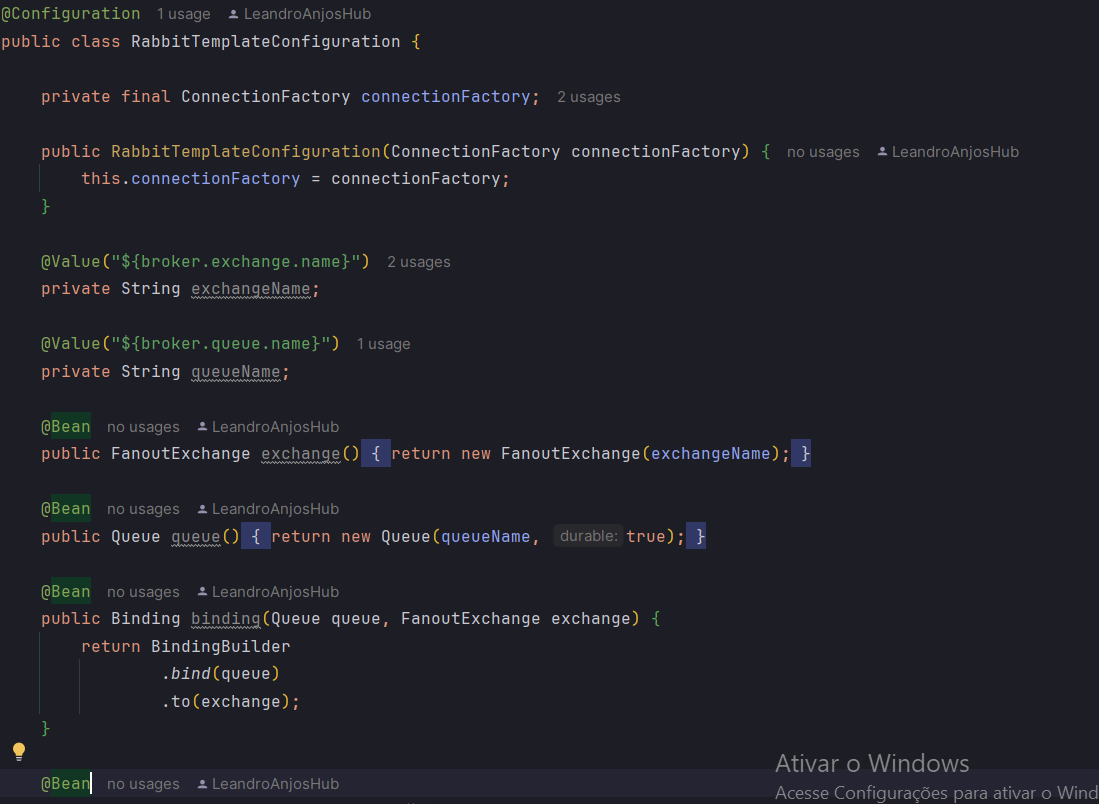 @Configuration 1 usage LeandroAnjosHub
public class RabbitTemplateConfiguration {
private final ConnectionFactory connectionFactory; 2 usages
public RabbitTemplateConfiguration(ConnectionFactory connectionFactory) { no usages LeandroAnjosHub
this.connectionFactory = connectionFactory;
}
@Value("${broker.exchange.name}") 2 usages
private String exchangeName;
@Value("${broker.queue.name}") 1 usage
private String queueName;
@Bean no usages LeandroAnjosHub
public FanoutExchange exchange() { return new FanoutExchange(exchangeName); }
@Bean no usages LeandroAnjosHub
public Queue queue() { return new Queue(queueName, durable: true); }
@Bean no usages LeandroAnjosHub
public Binding binding(Queue queue, FanoutExchange exchange) {
return BindingBuilder
.bind(queue)
.to(exchange);
}
Ativar o Windows
@Bean no usages LeandroAnjosHub
Acesse Configurações para ativar o Wind